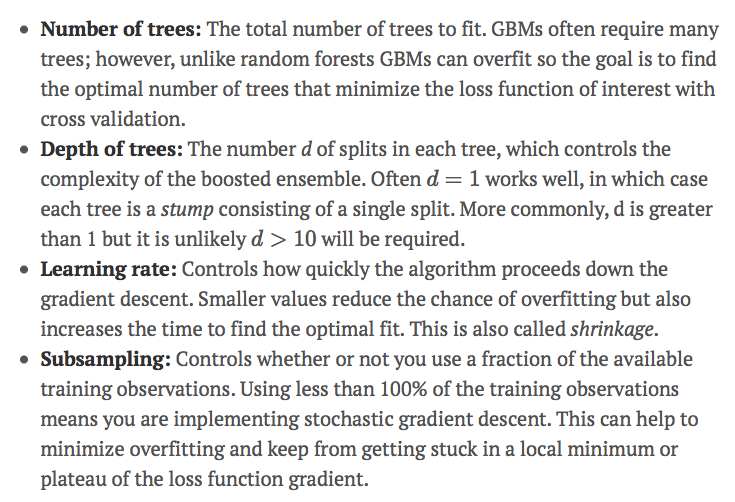 • Number of trees: The total number of trees to fit. GBMs often require many
trees; however, unlike random forests GBMs can overfit so the goal is to find
the optimal number of trees that minimize the loss function of interest with
cross validation.
• Depth of trees: The number d of splits in each tree, which controls the
complexity of the boosted ensemble. Often d = 1 works well, in which case
each tree is a stump consisting of a single split. More commonly, d is greater
than 1 but it is unlikely d > 10 will be required.
• Learning rate: Controls how quickly the algorithm proceeds down the
gradient descent. Smaller values reduce the chance of overfitting but also
increases the time to find the optimal fit. This is also called shrinkage.
• Subsampling: Controls whether or not you use a fraction of the available
training observations. Using less than 100% of the training observations
means you are implementing stochastic gradient descent. This can help to
minimize overfitting and keep from getting stuck in a local minimum or
plateau of the loss function gradient.